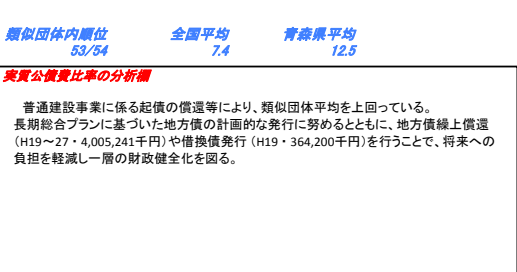 類似団体内順位 全国平均 青森県平均
53/54 7.4 12.5
実質公債費比率の分析欄
普通建設事業に係る起債の償還等により、類似団体平均を上回っている。
長期総合プランに基づいた地方債の計画的な発行に努めるとともに、地方債繰上償還
（H19～27・4,005,241千円）や借換債発行（H19・364,200千円）を行うことで、将来への
負担を軽減し一層の財政健全化を図る。